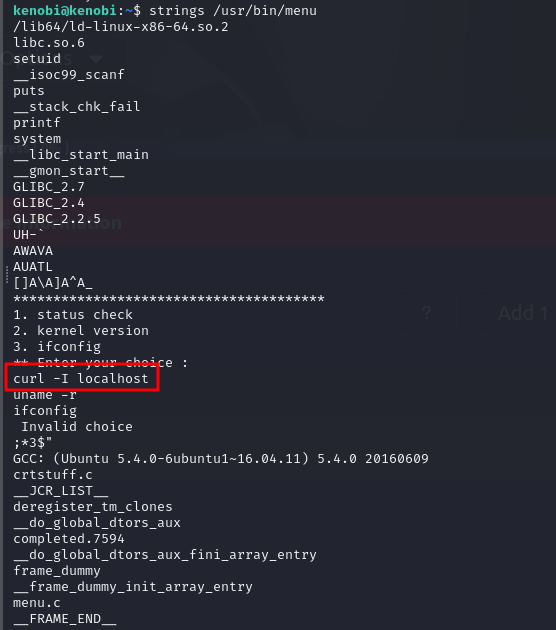 kenobi@kenobi:~$ strings /usr/bin/menu
/lib64/ld-linux-x86-64.so.2
libc.so.6
setuid
__isoc99_scanf
puts
__stack_chk_fail
printf
system
__libc_start_main
__gmon_start__
GLIBC_2.7
GLIBC_2.4
GLIBC_2.2.5
UH-`
AWAVA
AUATL
[]A\A]A^A_
***************************************
1. status check
2. kernel version
3. ifconfig
** Enter your choice :
curl -I localhost
uname -r
ifconfig
 Invalid choice
;*3$"
GCC: (Ubuntu 5.4.0-6ubuntu1~16.04.11) 5.4.0 20160609
crtstuff.c
__JCR_LIST__
deregister_tm_clones
__do_global_dtors_aux
completed.7594
__do_global_dtors_aux_fini_array_entry
frame_dummy
__frame_dummy_init_array_entry
menu.c
__FRAME_END__
? Add 1